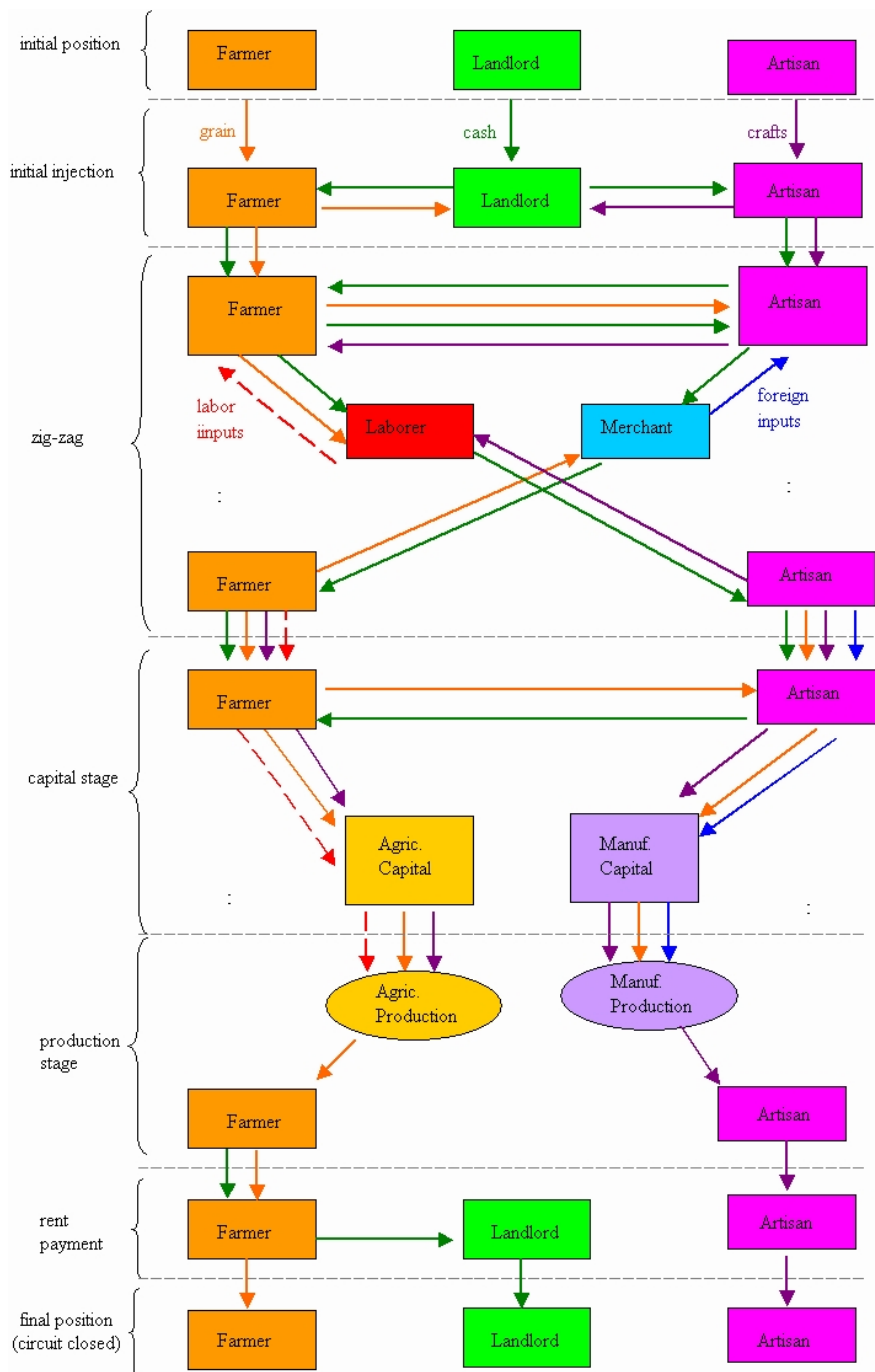 initial position
Farmer
Landlord
Artisan
grain
cash
crafts
initial injection
Farmer
Landlord
Artisan
Farmer
Artisan
labor
iinputs
Laborer
Merchant
foreign
inputs
zig-zag
:
:
Farmer
Artisan
Farmer
Artisan
capital stage
Agric.
Capital
Manuf.
Capital
:
:
Agric.
Production
Manuf.
Production
production
stage
Farmer
Artisan
rent
payment
Farmer
Landlord
Artisan
final position
(circuit closed)
Farmer
Landlord
Artisan